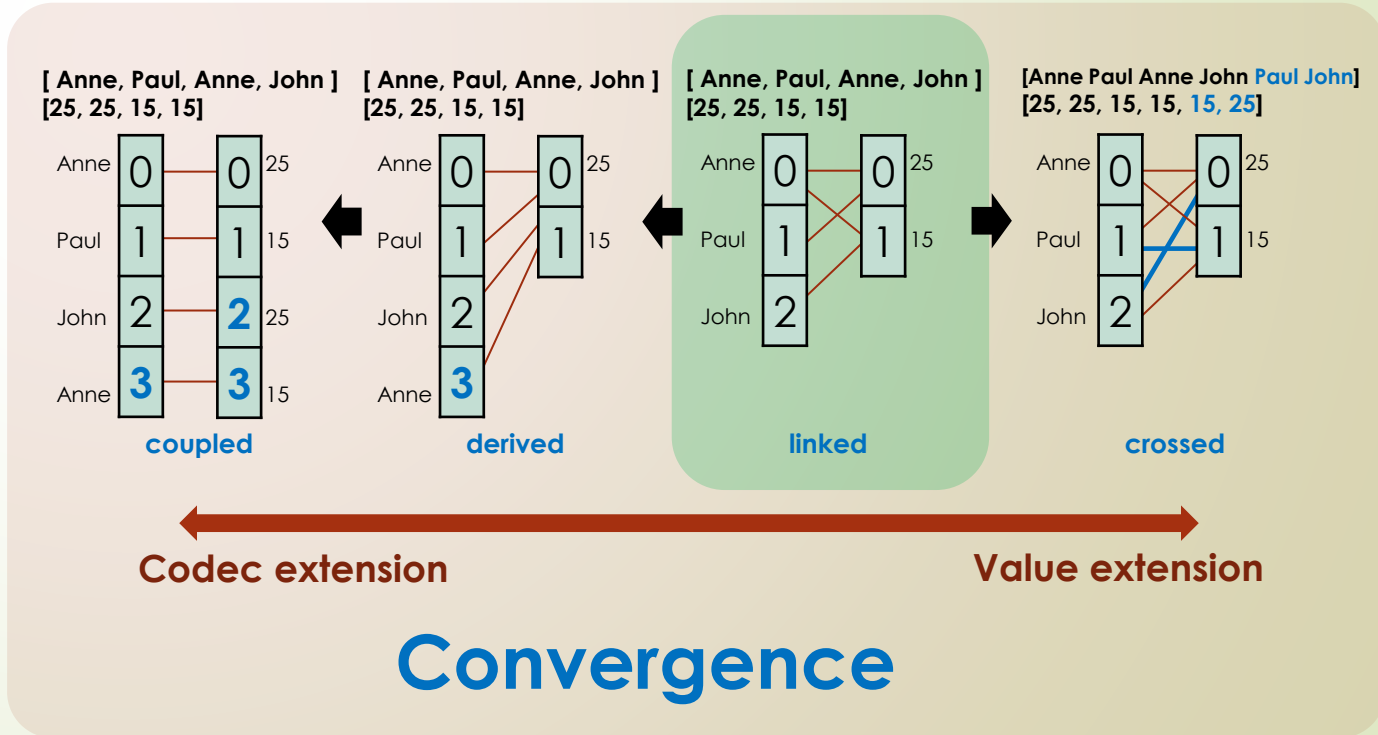 [ Anne, Paul, Anne, John ]
[25, 25, 15, 15]
Anne 0 0 25
Paul 1 1 15
John 2 2 25
Anne 3 3 15
coupled
[ Anne, Paul, Anne, John ]
[25, 25, 15, 15]
Anne 0 0 25
Paul 1 1 15
John 2
Anne 3
derived
[ Anne, Paul, Anne, John ]
[25, 25, 15, 15]
Anne 0 0 25
Paul 1 1 15
John 2
linked
[Anne Paul Anne John Paul John]
[25, 25, 15, 15, 15, 25]
Anne 0 0 25
Paul 1 1 15
John 2
crossed
Codec extension
Value extension
Convergence